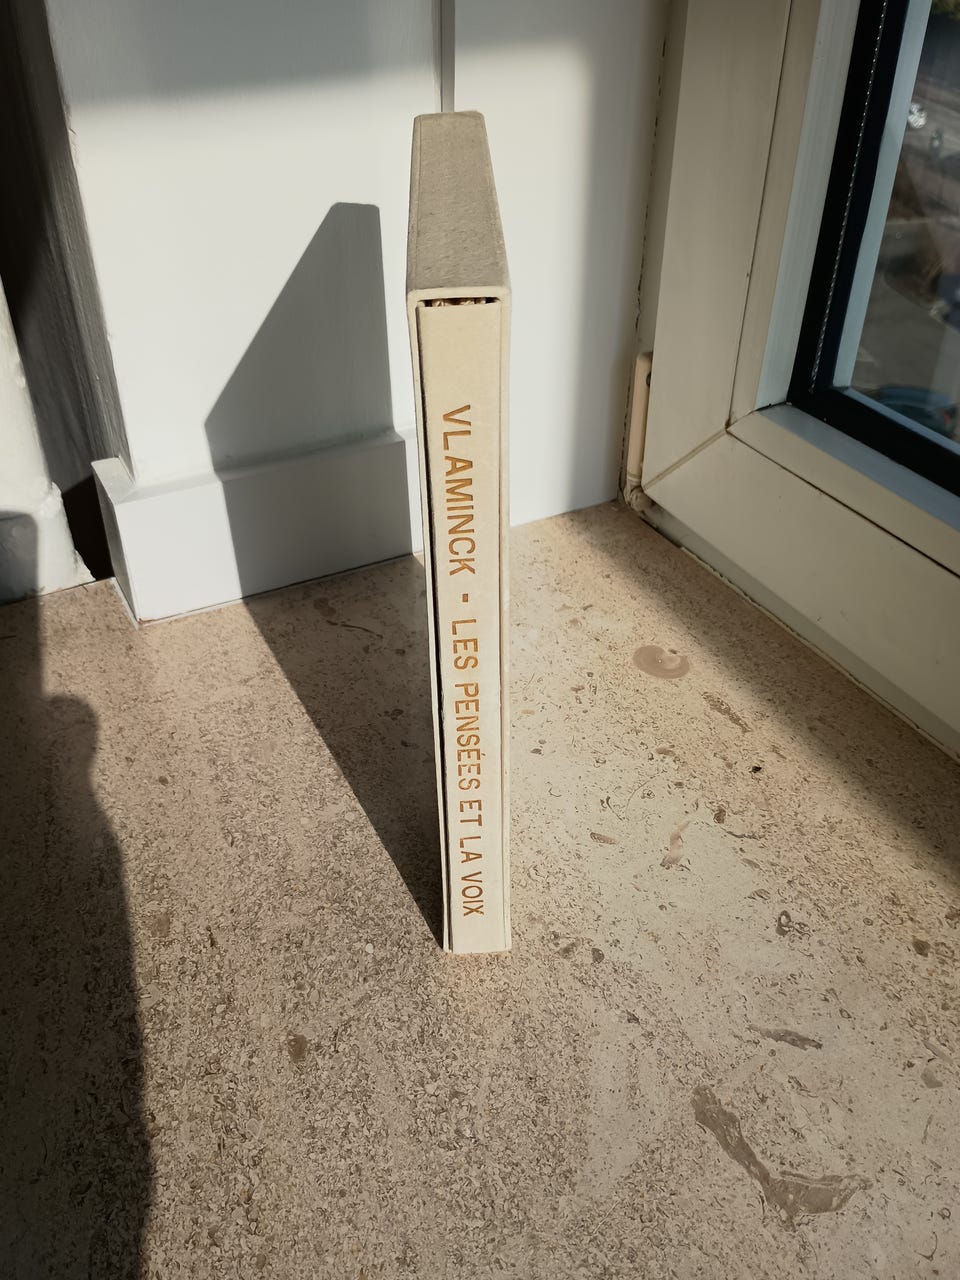 VLAMINCK ▪ LES PENSÉES ET LA VOIX